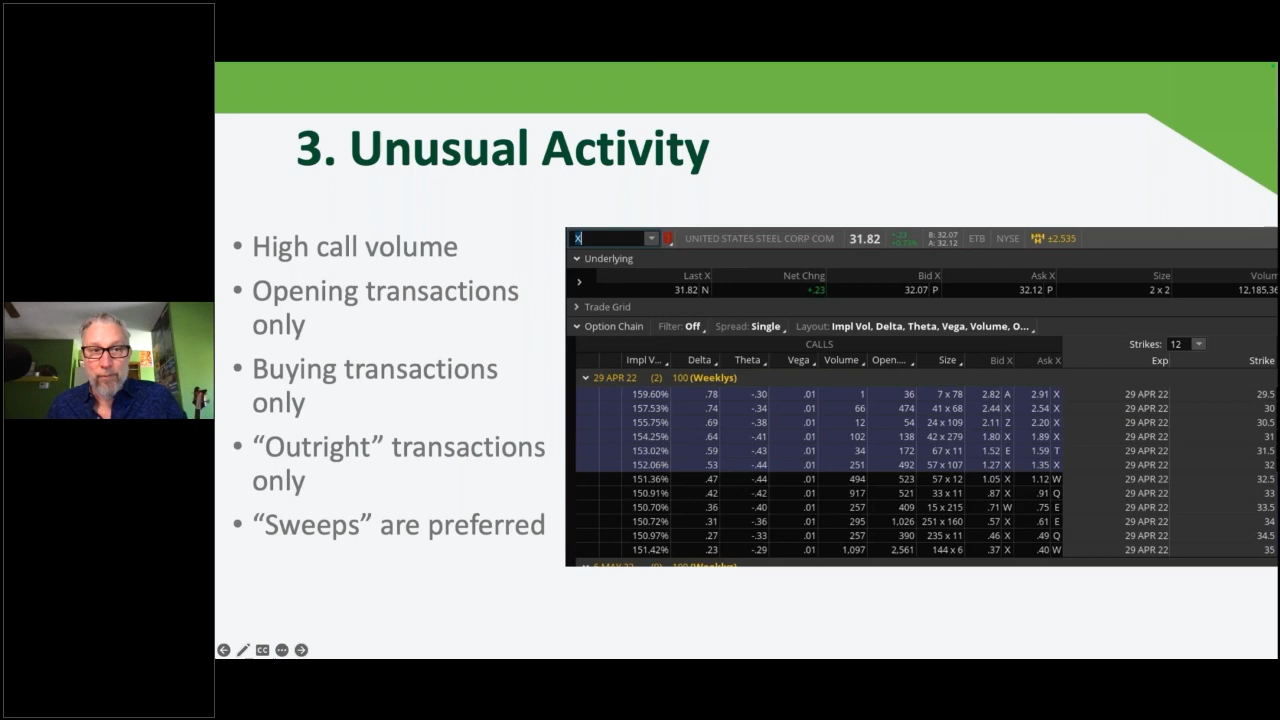 3. Unusual Activity
• High call volume
• Opening transactions
only
• Buying transactions
only
• “Outright” transactions
only
• “Sweeps” are preferred
X UNITED STATES STEEL CORP COM 31.82 +.23 +0.73% B: 32.07 A: 32.12 ETB NYSE ±2.535
Underlying
Last X Net Chng Bid X Ask X Size Volum
31.82 N +.23 32.07 P 32.12 P 2 x 2 12,185,36
Trade Grid
Option Chain Filter: Off Spread: Single Layout: Impl Vol, Delta, Theta, Vega, Volume, O...
CALLS Strikes: 12
Impl V... Delta Theta Vega Volume Open.... Size Bid X Ask X Exp Strike
29 APR 22 (2) 100 (Weeklys)
159.60% .78 -.30 .01 1 36 7 x 78 2.82 A 2.91 X 29 APR 22 29.5
157.53% .74 -.34 .01 66 474 41 x 68 2.44 X 2.54 X 29 APR 22 30
155.75% .69 -.38 .01 12 54 24 x 109 2.11 Z 2.20 X 29 APR 22 30.5
154.25% .64 -.41 .01 102 138 42 x 279 1.80 X 1.89 X 29 APR 22 31
153.02% .59 -.43 .01 34 172 67 x 11 1.52 E 1.59 T 29 APR 22 31.5
152.06% .53 -.44 .01 251 492 57 x 107 1.27 X 1.35 X 29 APR 22 32
151.36% .47 -.44 .01 494 523 57 x 12 1.05 X 1.12 W 29 APR 22 32.5
150.91% .42 -.42 .01 917 521 33 x 11 .87 X .91 Q 29 APR 22 33
150.70% .36 -.40 .01 257 409 15 x 215 .71 W .75 E 29 APR 22 33.5
150.72% .31 -.36 .01 295 1,026 251 x 160 .57 X .61 E 29 APR 22 34
150.97% .27 -.33 .01 257 390 235 x 11 .46 X .49 Q 29 APR 22 34.5
151.42% .23 -.29 .01 1,097 2,561 144 x 6 .37 X .40 W 29 APR 22 35
CC